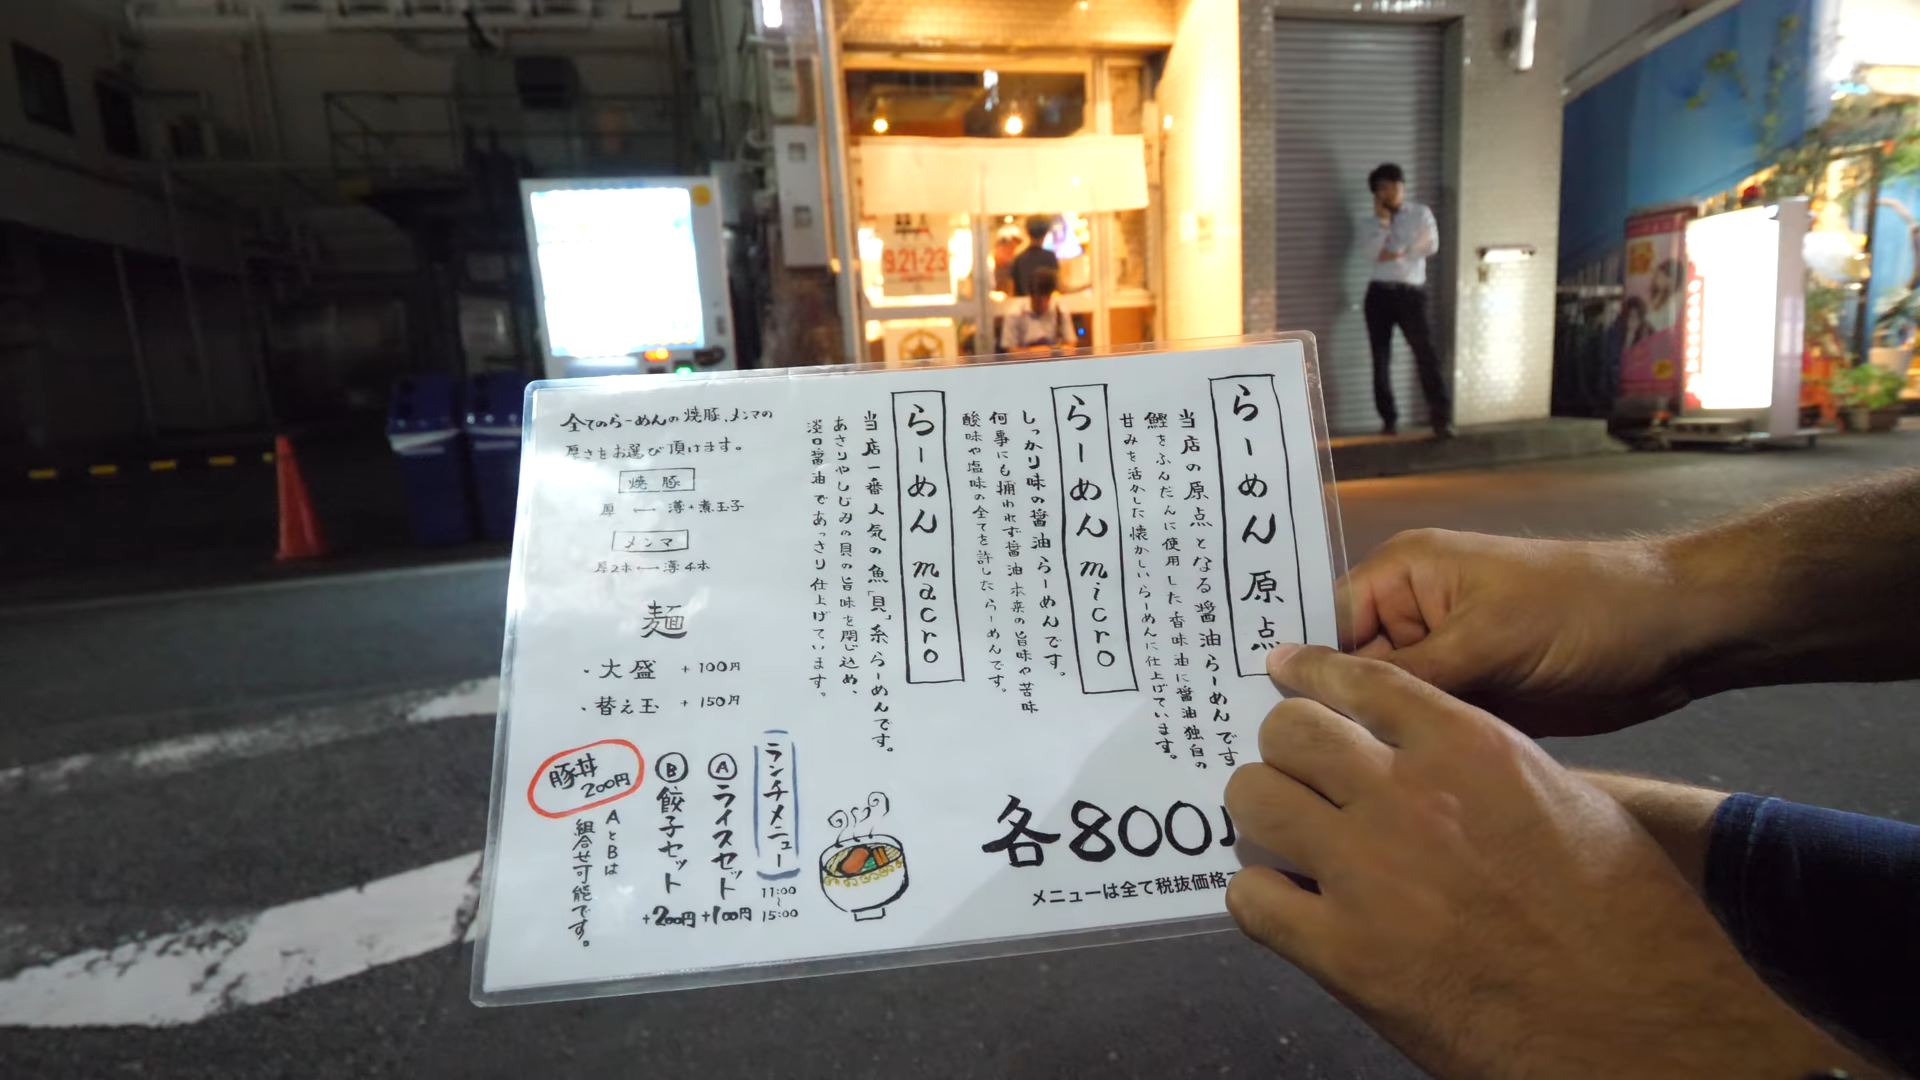 らーめん 原点
当店の原点となる醤油らーめんです
鰹をふんだんに使用した香味油に醤油独自の
甘みを活かした懐かしいらーめんに仕上げています。
らーめん micro
しっかり味の醤油らーめんです。
何事にも捕われず醤油本来の旨味や苦味
酸味や塩味の全てを許したらーめんです。
らーめん macro
当店一番人気の魚「貝」系らーめんです。
あさりやしじみの貝の旨味を閉じ込め、
淡口醤油であっさり仕上げています。
各800
メニューは全て税抜価格
全てのらーめんの焼豚、メンマの
厚さをお選び頂けます。
焼豚
厚 ←→ 薄+煮玉子
メンマ
厚2本←→薄4本
麺
・大盛 +100円
・替え玉 +150円
ランチメニュー
11:00
～
15:00
Ⓐライスセット
+100円
Ⓑ餃子セット
+200円
豚丼
200円
AとBは
組合せ可能です。
9.21-23